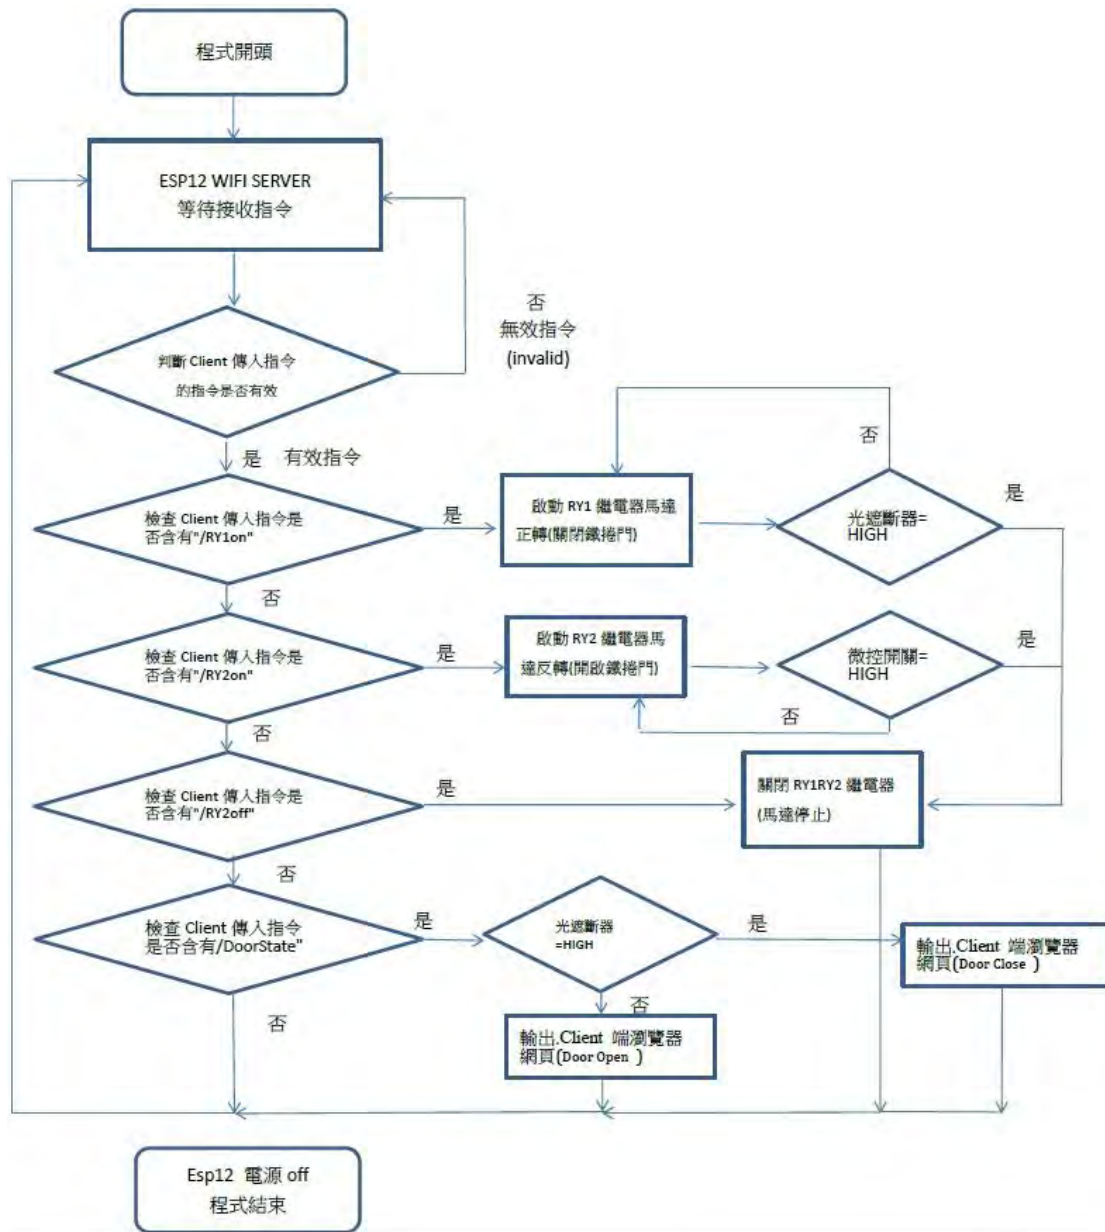 程式開頭
ESP12 WIFI SERVER
等待接收指令
否
無效指令
(invalid)
判斷 Client 傳入指令
的指令是否有效
是 有效指令
否
檢查 Client 傳入指令是
否含有"/RY1on"
是
啟動 RY1 繼電器馬達
正轉(關閉鐵捲門)
光遮斷器=
HIGH
是
否
檢查 Client 傳入指令是
否含有"/RY2on"
是
啟動 RY2 繼電器馬
達反轉(開啟鐵捲門)
微控開關=
HIGH
是
否
否
檢查 Client 傳入指令是
否含有"/RY2off"
是
關閉 RY1RY2 繼電器
(馬達停止)
否
檢查 Client 傳入指令
是否含有/DoorState"
是
光遮斷器
=HIGH
是
輸出.Client 端瀏覽器
網頁(Door Close )
否
否
輸出.Client 端瀏覽器
網頁(Door Open )
Esp12 電源 off
程式結束